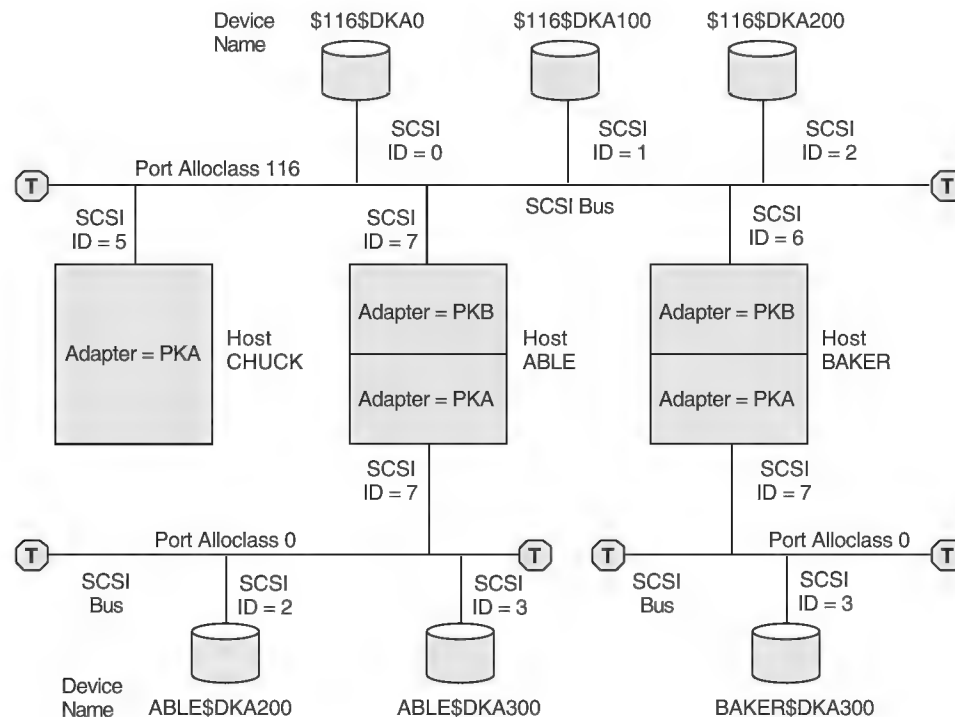 Device Name
$116$DKA0
$116$DKA100
$116$DKA200
SCSI
ID = 0
SCSI
ID = 1
SCSI
ID = 2
Port Alloclass 116
T
T
SCSI Bus
SCSI
ID = 5
SCSI
ID = 7
SCSI
ID = 6
Adapter = PKA
Host
CHUCK
Adapter = PKB
Adapter = PKA
Host
ABLE
Adapter = PKB
Adapter = PKA
Host
BAKER
SCSI
ID = 7
SCSI
ID = 7
Port Alloclass 0
T
T
Port Alloclass 0
T
T
SCSI
Bus
SCSI
ID = 2
SCSI
ID = 3
SCSI
Bus
SCSI
ID = 3
Device
Name
ABLE$DKA200
ABLE$DKA300
BAKER$DKA300